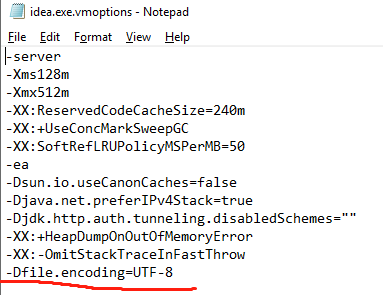 idea.exe.vmoptions - Notepad
File Edit Format View Help
-server
-Xms128m
-Xmx512m
-XX:ReservedCodeCacheSize=240m
-XX:+UseConcMarkSweepGC
-XX:SoftRefLRUPolicyMSPerMB=50
-ea
-Dsun.io.useCanonCaches=false
-Djava.net.preferIPv4Stack=true
-Djdk.http.auth.tunneling.disabledSchemes=""
-XX:+HeapDumpOnOutOfMemoryError
-XX:-OmitStackTraceInFastThrow
-Dfile.encoding=UTF-8